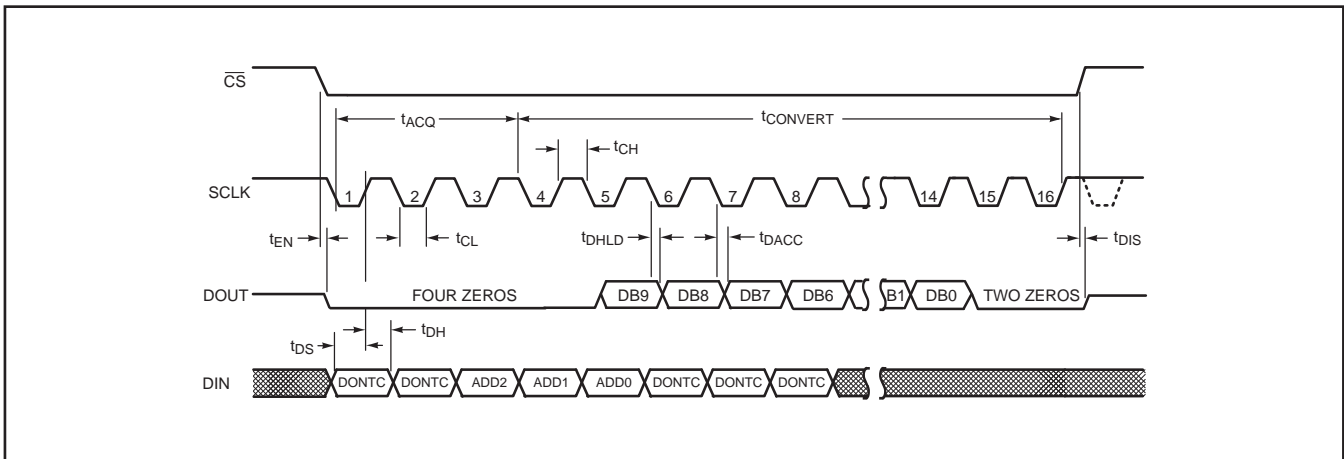 CS
tACQ
tCONVERT
tCH
SCLK
1 2 3 4 5 6 7 8 14 15 16
tEN
tCL
tDHLD
tDACC
tDIS
DOUT
FOUR ZEROS DB9 DB8 DB7 DB6 B1 DB0 TWO ZEROS
tDS
tDH
DIN
DONTC DONTC ADD2 ADD1 ADD0 DONTC DONTC DONTC